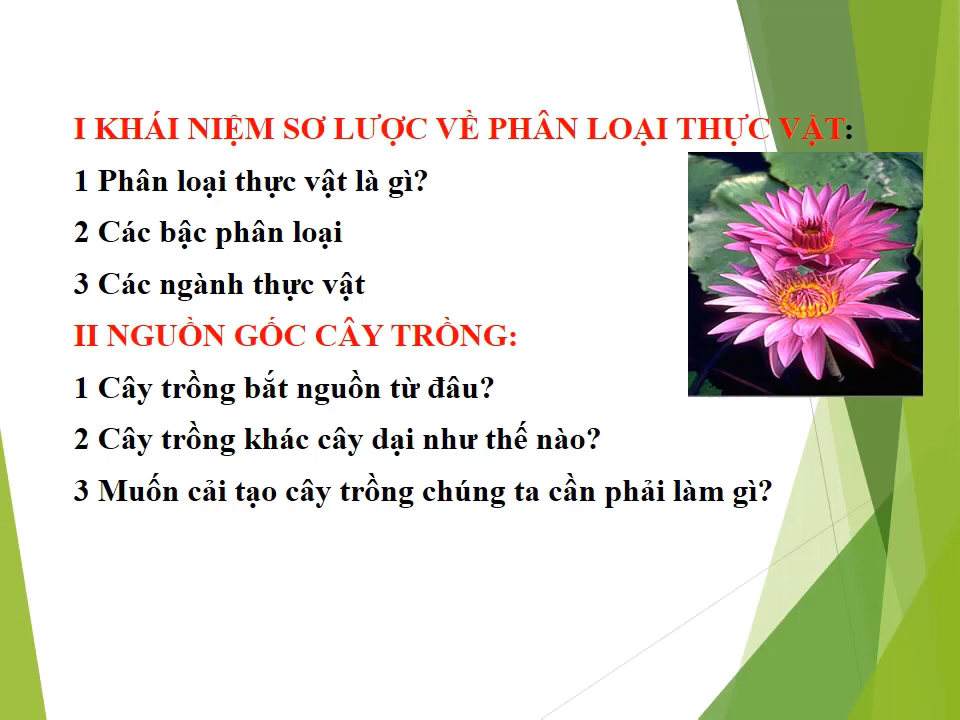 I KHÁI NIỆM SƠ LƯỢC VỀ PHÂN LOẠI THỰC VẬT:
1 Phân loại thực vật là gì?
2 Các bậc phân loại
3 Các ngành thực vật
II NGUỒN GỐC CÂY TRỒNG:
1 Cây trồng bắt nguồn từ đâu?
2 Cây trồng khác cây dại như thế nào?
3 Muốn cải tạo cây trồng chúng ta cần phải làm gì?